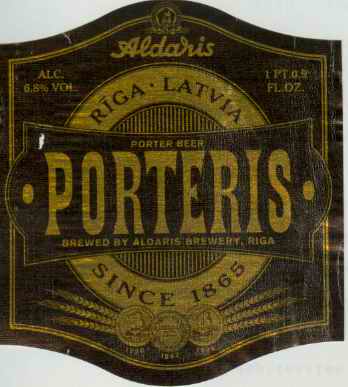 Aldaris
ALC.
6.8% VOL.
1 PT.0.9
FL.OZ.
RIGA · LATVIA
PORTER BEER
· PORTERIS ·
BREWED BY ALDARIS BREWERY, RIGA
SINCE 1865